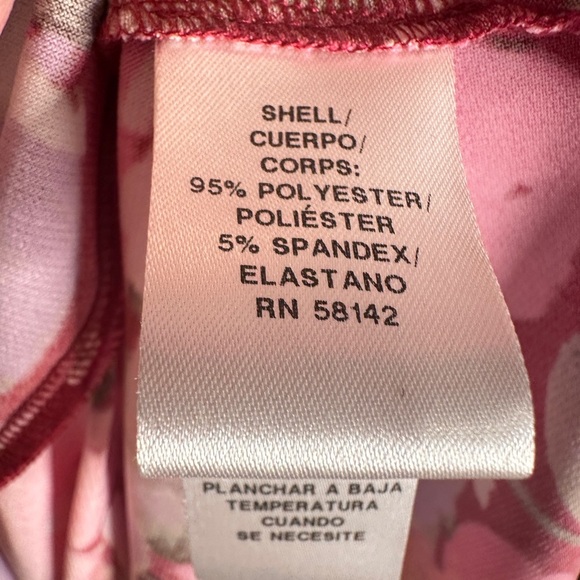 SHELL/
CUERPO/
CORPS:
95% POLYESTER/
POLIÉSTER
5% SPANDEX/
ELASTANO
RN 58142
PLANCHAR A BAJA
TEMPERATURA
CUANDO
SE NECESITE